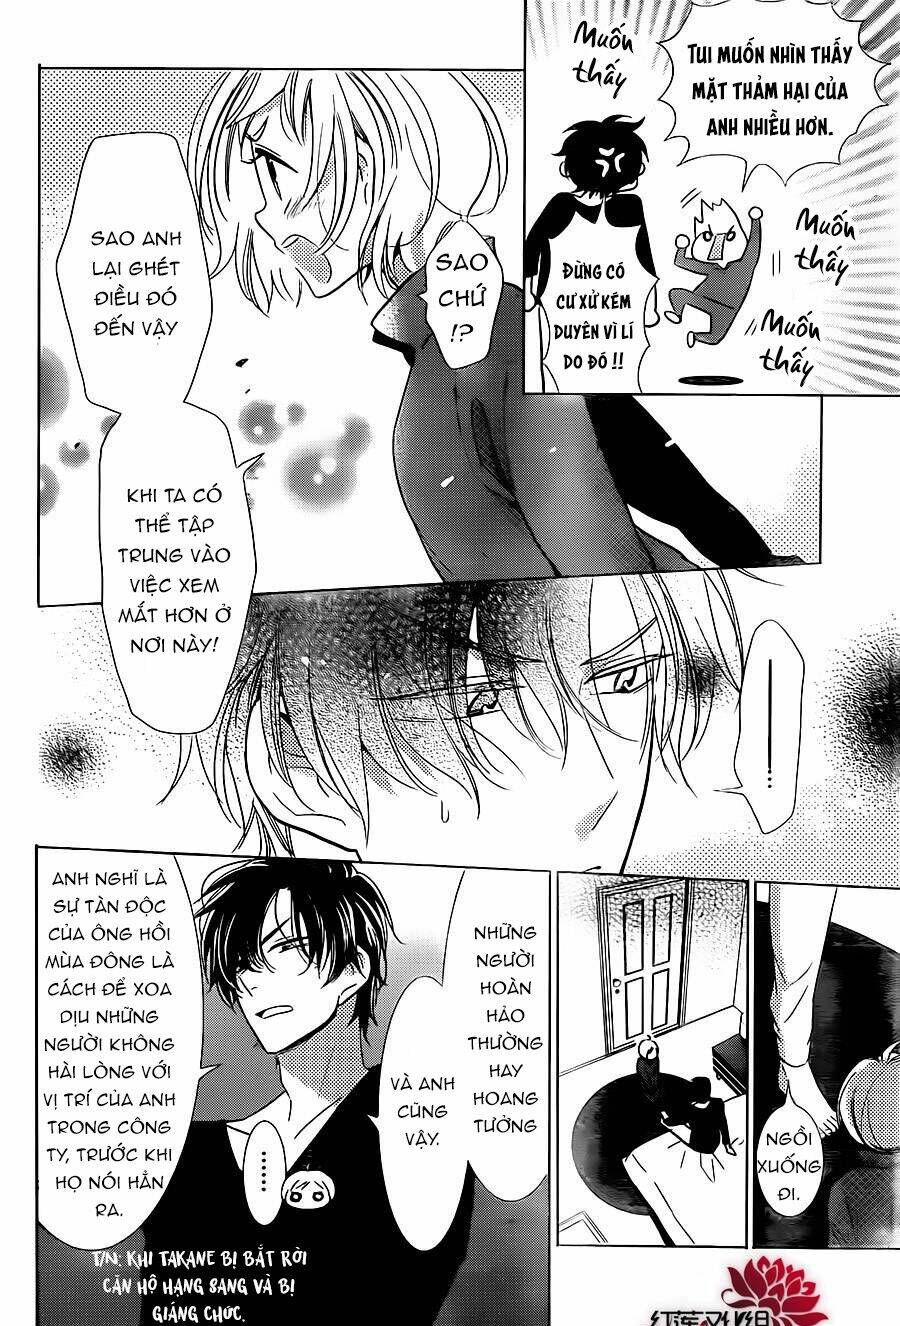 TUI MUỐN NHÌN THẤY
MẶT THẢM HẠI CỦA
ANH NHIỀU HƠN.
Muốn
thấy
Muốn
thấy
Muốn
thấy
ĐỪNG CÓ
CƯ XỬ KÉM
DUYÊN VÌ LÍ
DO ĐÓ !!
SAO
CHỨ
!?
SAO ANH
LẠI GHÉT
ĐIỀU ĐÓ
ĐẾN VẬY
KHI TA CÓ
THỂ TẬP
TRUNG VÀO
VIỆC XEM
MẮT HƠN Ở
NƠI NÀY!
NGỒI
XUỐNG
ĐI.
NHỮNG
NGƯỜI
HOÀN
HẢO
THƯỜNG
HAY
HOANG
TƯỞNG
VÀ ANH
CŨNG
VẬY.
ANH NGHĨ LÀ
SỰ TÀN ĐỘC
CỦA ÔNG HỒI
MÙA ĐÔNG LÀ
CÁCH ĐỂ XOA
DỊU NHỮNG
NGƯỜI KHÔNG
HÀI LÒNG VỚI
VỊ TRÍ CỦA ANH
TRONG CÔNG
TY, TRƯỚC KHI
HỌ NÓI HẲN
RA.
T/N: KHI TAKANE BỊ BẮT RỜI
CĂN HỘ HẠNG SANG VÀ BỊ
GIÁNG CHỨC.